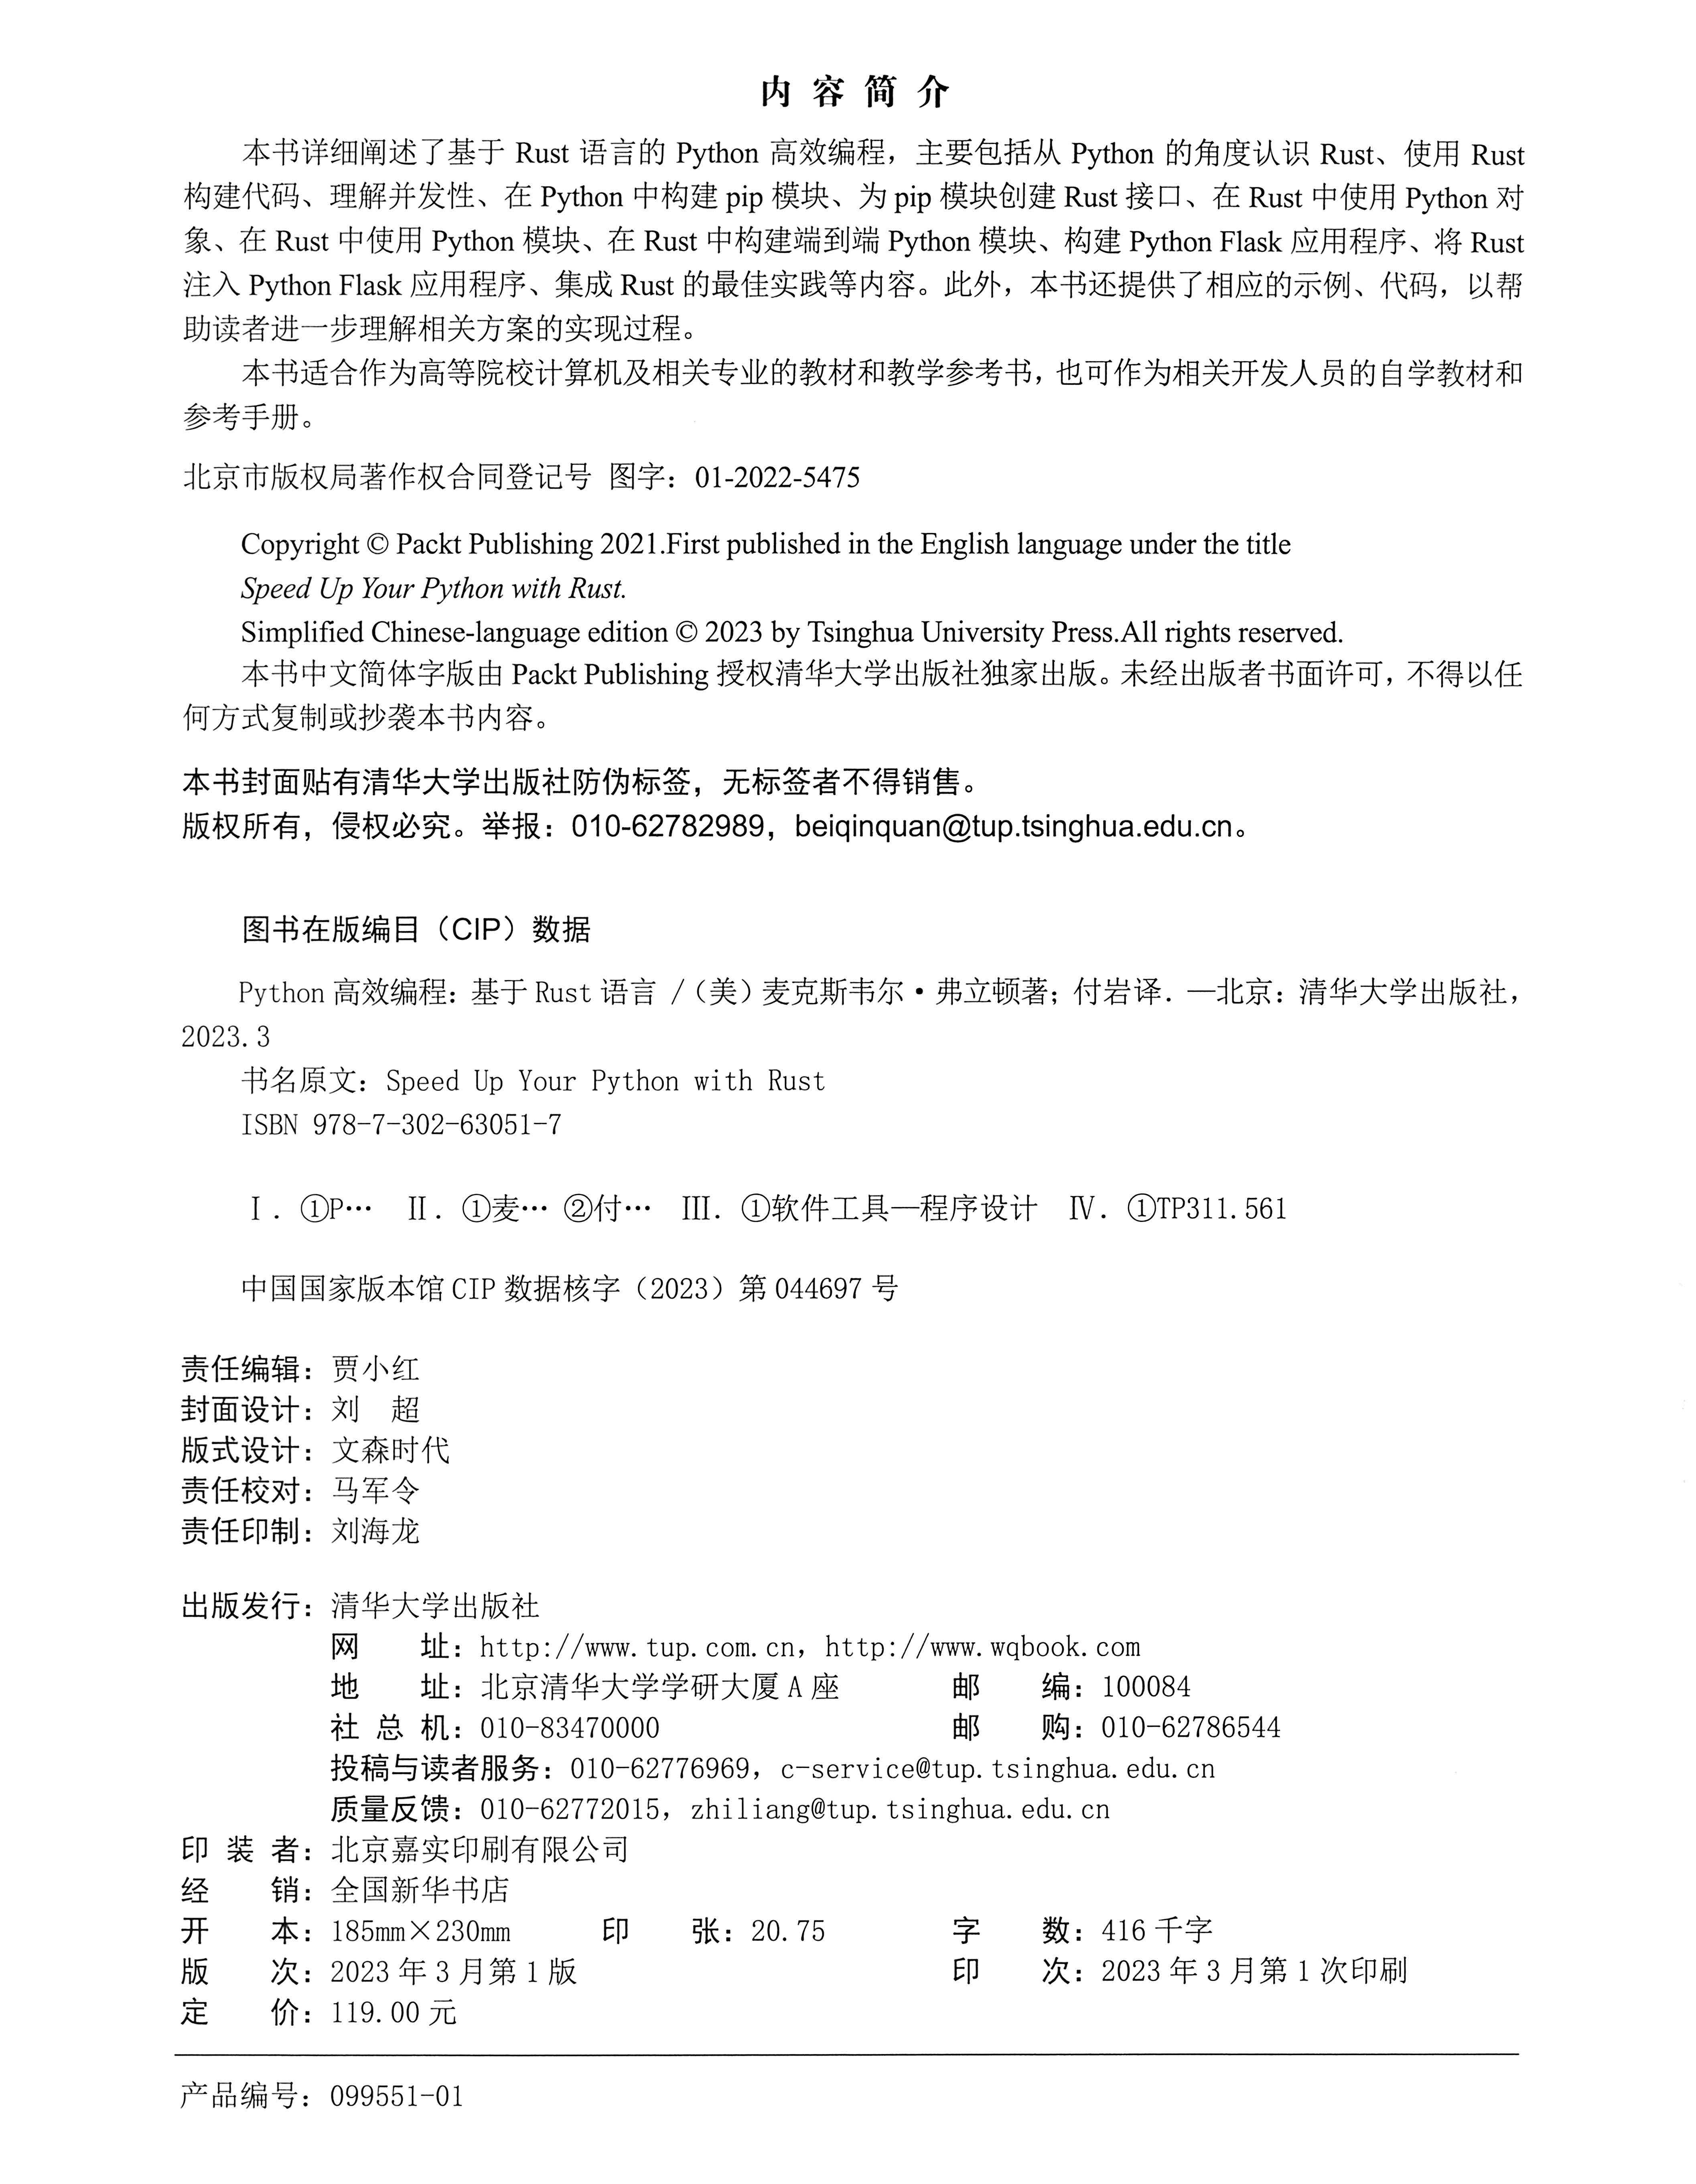 内 容 简 介
本书详细阐述了基于 Rust 语言的 Python 高效编程，主要包括从 Python 的角度认识 Rust、使用 Rust
构建代码、理解并发性、在 Python 中构建 pip 模块、为 pip 模块创建 Rust 接口、在 Rust 中使用 Python 对
象、在 Rust 中使用 Python 模块、在 Rust 中构建端到端 Python 模块、构建 Python Flask 应用程序、将 Rust
注入 Python Flask 应用程序、集成 Rust 的最佳实践等内容。此外，本书还提供了相应的示例、代码，以帮
助读者进一步理解相关方案的实现过程。
本书适合作为高等院校计算机及相关专业的教材和教学参考书，也可作为相关开发人员的自学教材和
参考手册。
北京市版权局著作权合同登记号 图字：01-2022-5475
Copyright © Packt Publishing 2021.First published in the English language under the title
Speed Up Your Python with Rust.
Simplified Chinese-language edition © 2023 by Tsinghua University Press.All rights reserved.
本书中文简体字版由 Packt Publishing 授权清华大学出版社独家出版。未经出版者书面许可，不得以任
何方式复制或抄袭本书内容。
本书封面贴有清华大学出版社防伪标签，无标签者不得销售。
版权所有，侵权必究。举报：010-62782989，beiqinquan@tup.tsinghua.edu.cn。
图书在版编目（CIP）数据
Python 高效编程：基于 Rust 语言 /（美）麦克斯韦尔·弗立顿著；付岩译．—北京：清华大学出版社，
2023.3
书名原文：Speed Up Your Python with Rust
ISBN 978-7-302-63051-7
Ⅰ．①P… Ⅱ．①麦… ②付… Ⅲ．①软件工具—程序设计 Ⅳ．①TP311.561
中国国家版本馆 CIP 数据核字（2023）第 044697 号
责任编辑：贾小红
封面设计：刘 超
版式设计：文森时代
责任校对：马军令
责任印制：刘海龙
出版发行：清华大学出版社
网 址：http://www.tup.com.cn，http://www.wqbook.com
地 址：北京清华大学学研大厦 A 座 邮 编：100084
社 总 机：010-83470000 邮 购：010-62786544
投稿与读者服务：010-62776969，c-service@tup.tsinghua.edu.cn
质量反馈：010-62772015，zhiliang@tup.tsinghua.edu.cn
印 装 者：北京嘉实印刷有限公司
经 销：全国新华书店
开 本：185mm×230mm 印 张：20.75 字 数：416 千字
版 次：2023 年 3 月第 1 版 印 次：2023 年 3 月第 1 次印刷
定 价：119.00 元
产品编号：099551-01